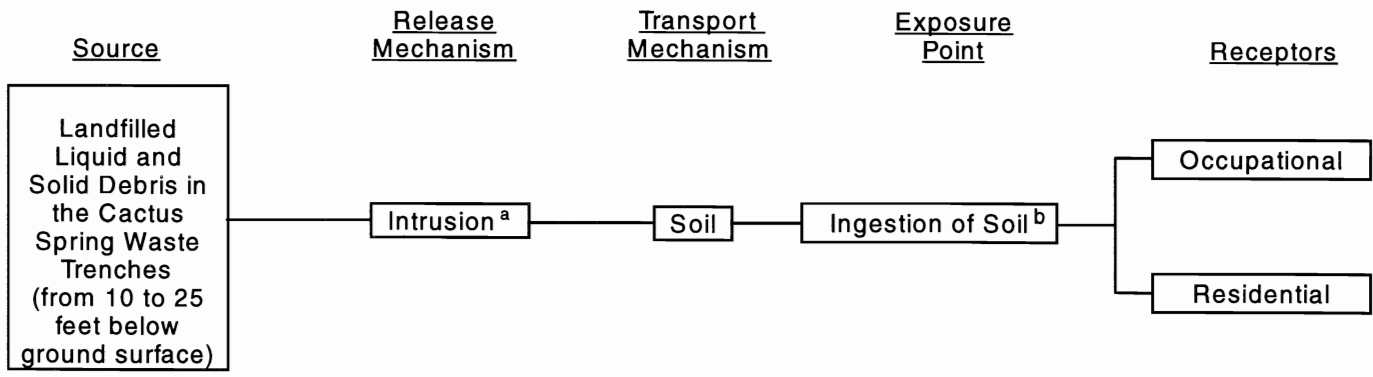 Source
Release
Mechanism
Transport
Mechanism
Exposure
Point
Receptors
Landfilled
Liquid and
Solid Debris in
the Cactus
Spring Waste
Trenches
(from 10 to 25
feet below
ground surface)
Intrusion a
Soil
Ingestion of Soil b
Occupational
Residential